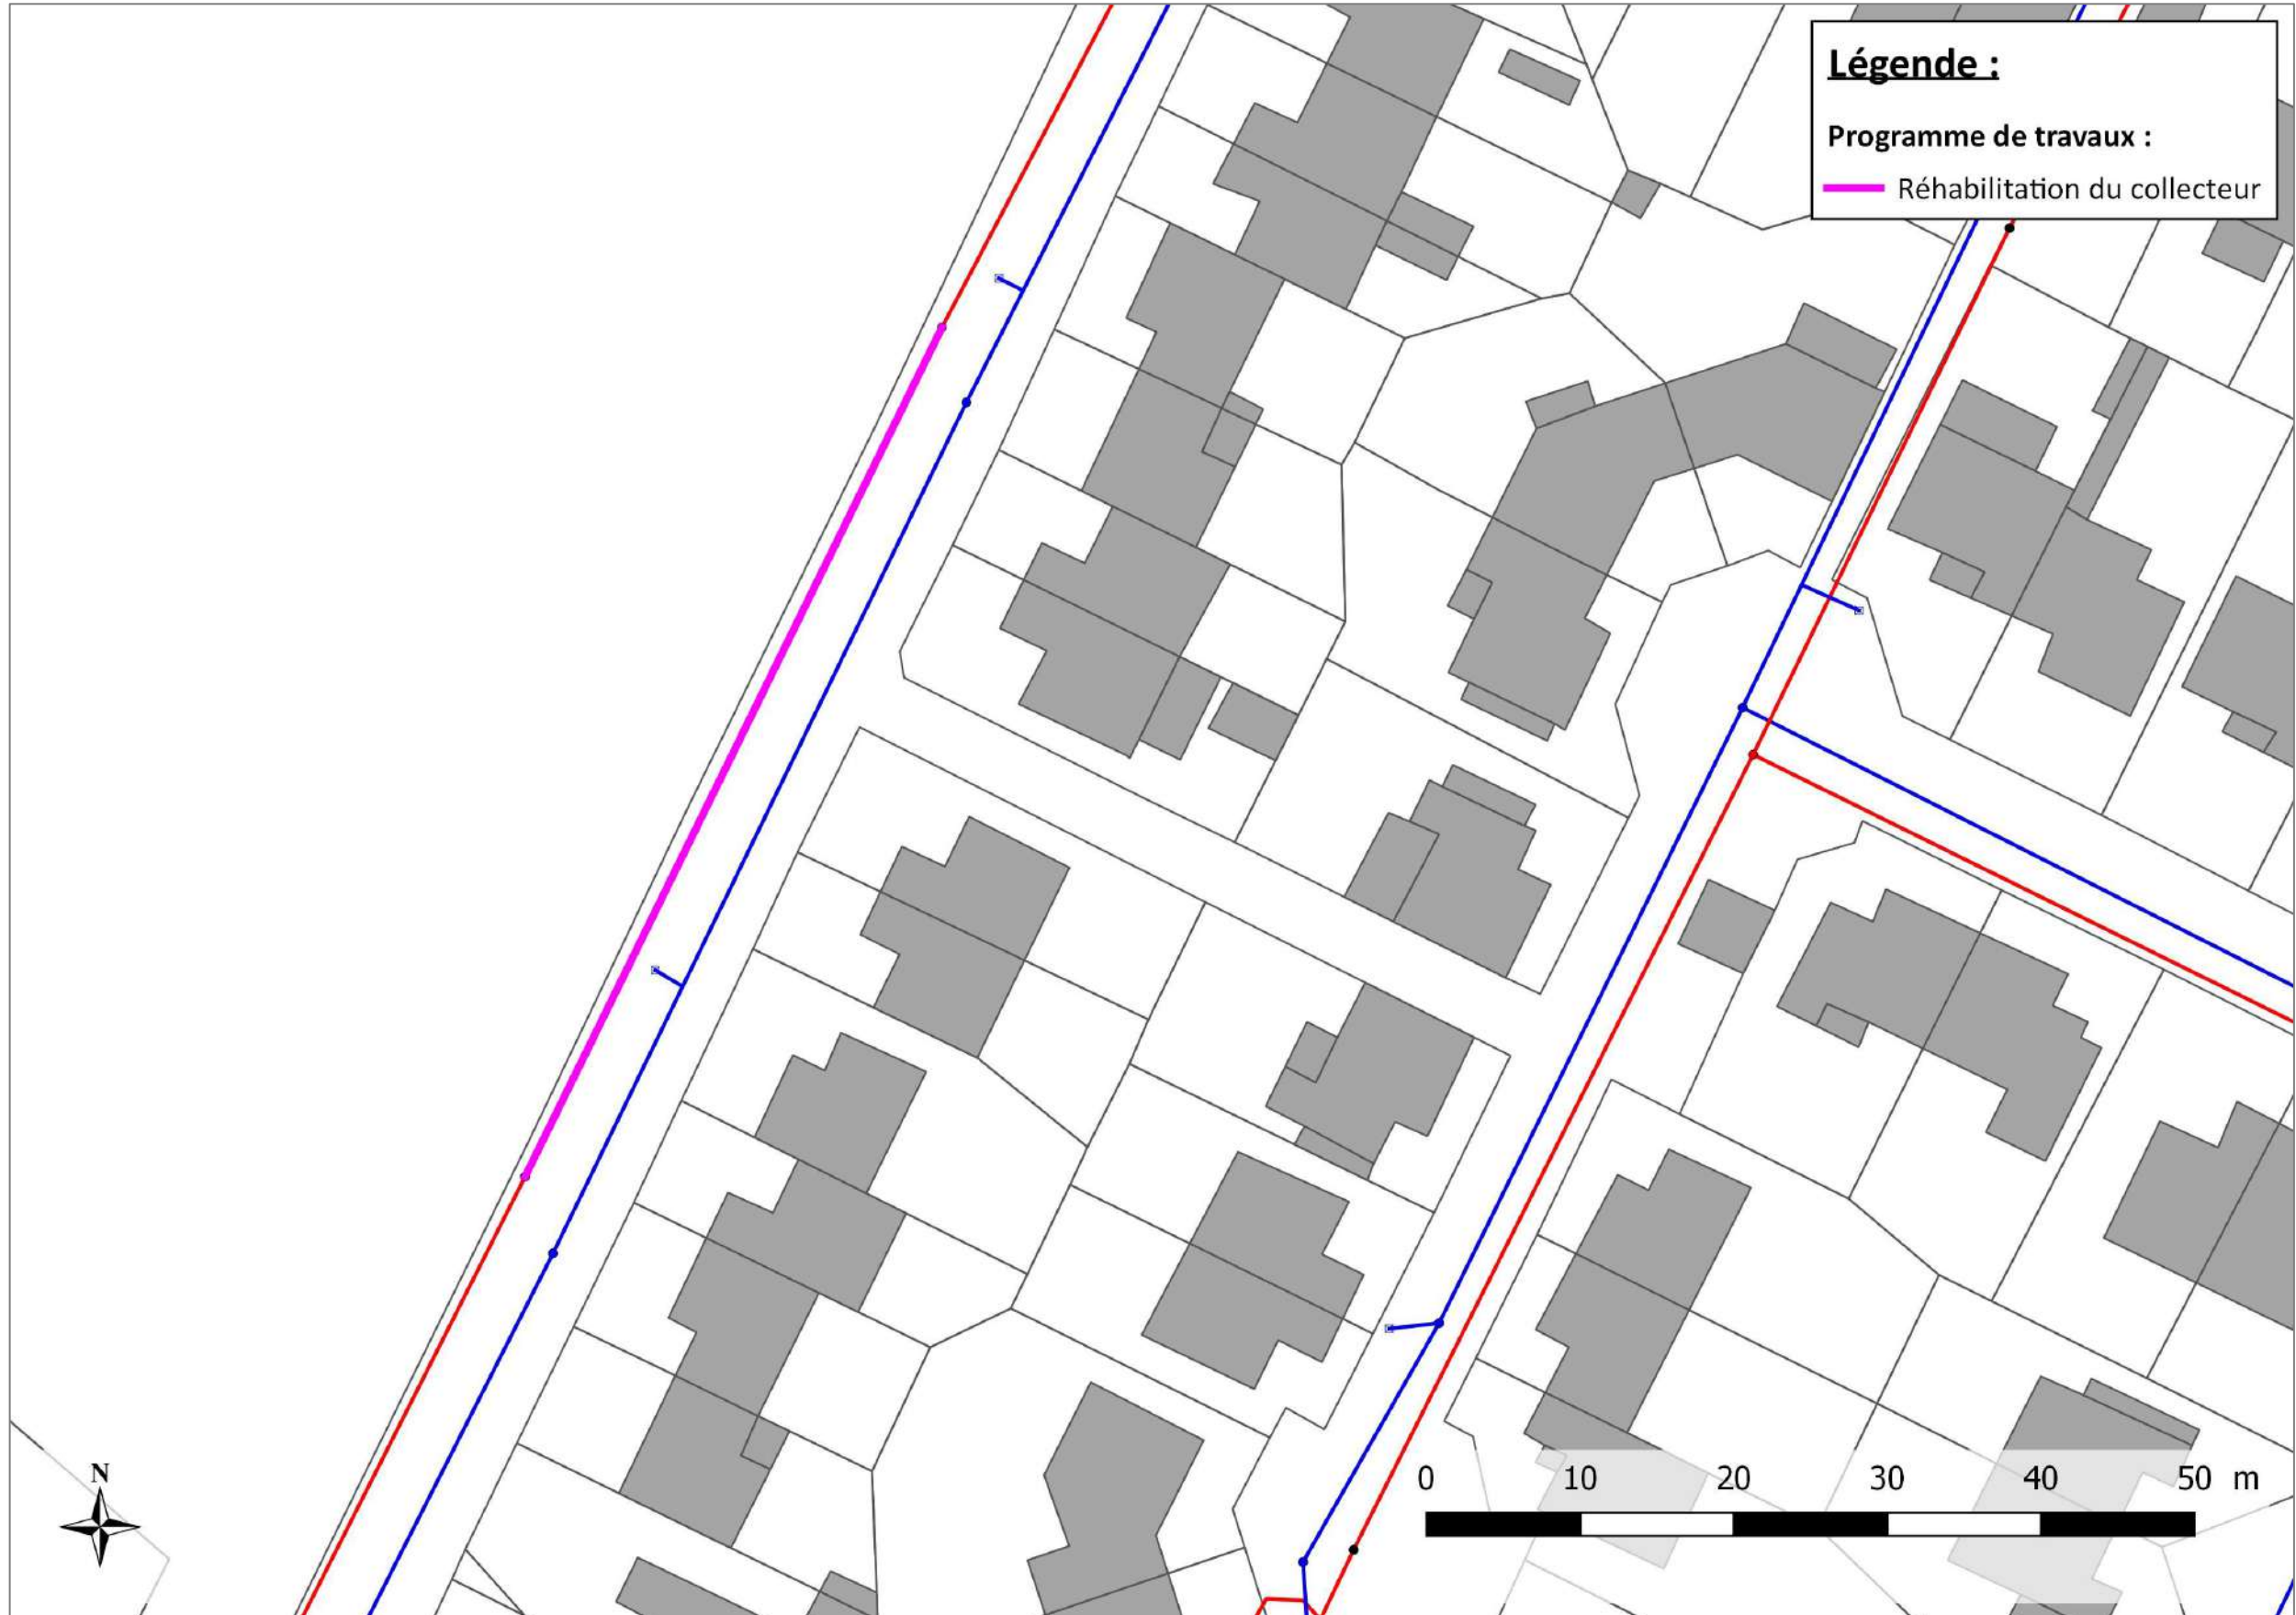 Légende :
Programme de travaux :
Réhabilitation du collecteur
N
0 10 20 30 40 50 m